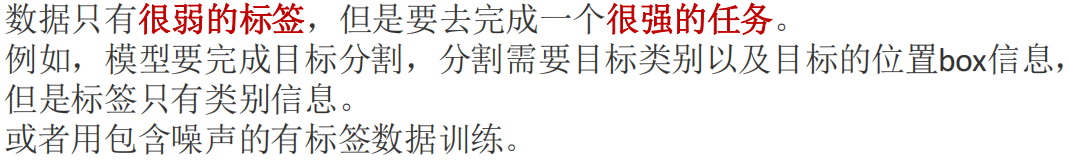 数据只有很弱的标签，但是要去完成一个很强的任务。
例如，模型要完成目标分割，分割需要目标类别以及目标的位置box信息，
但是标签只有类别信息。
或者用包含噪声的有标签数据训练。